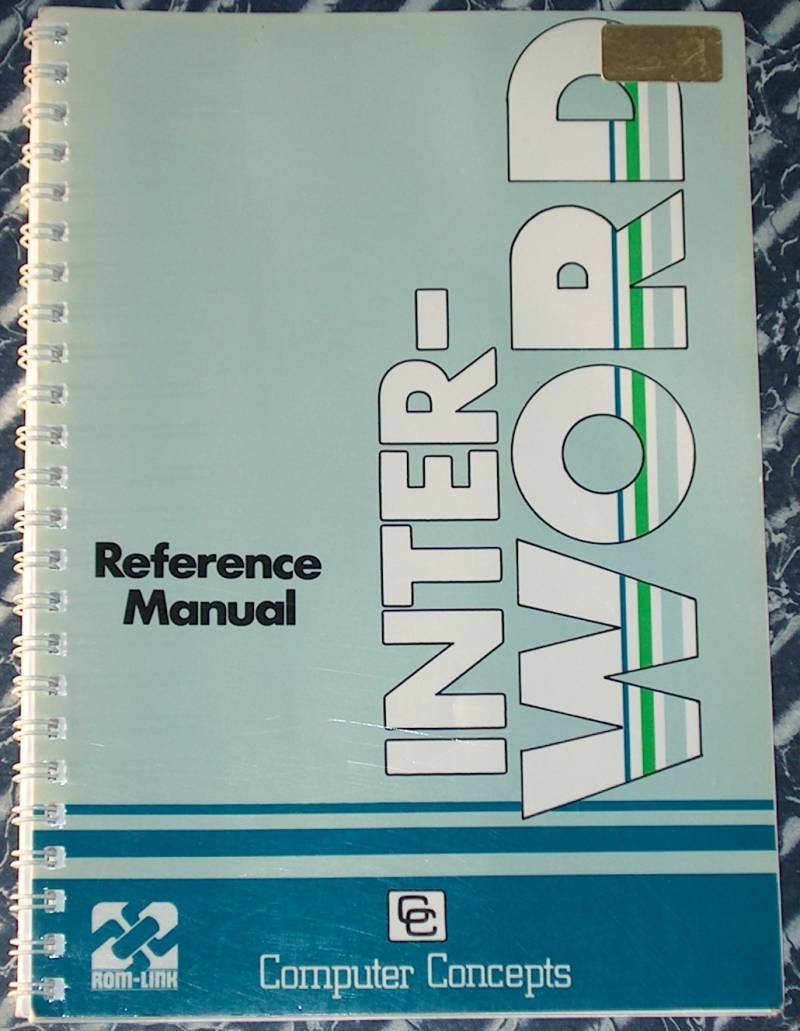 INTER-
WORD
Reference
Manual
ROM-LINK
CC
Computer Concepts